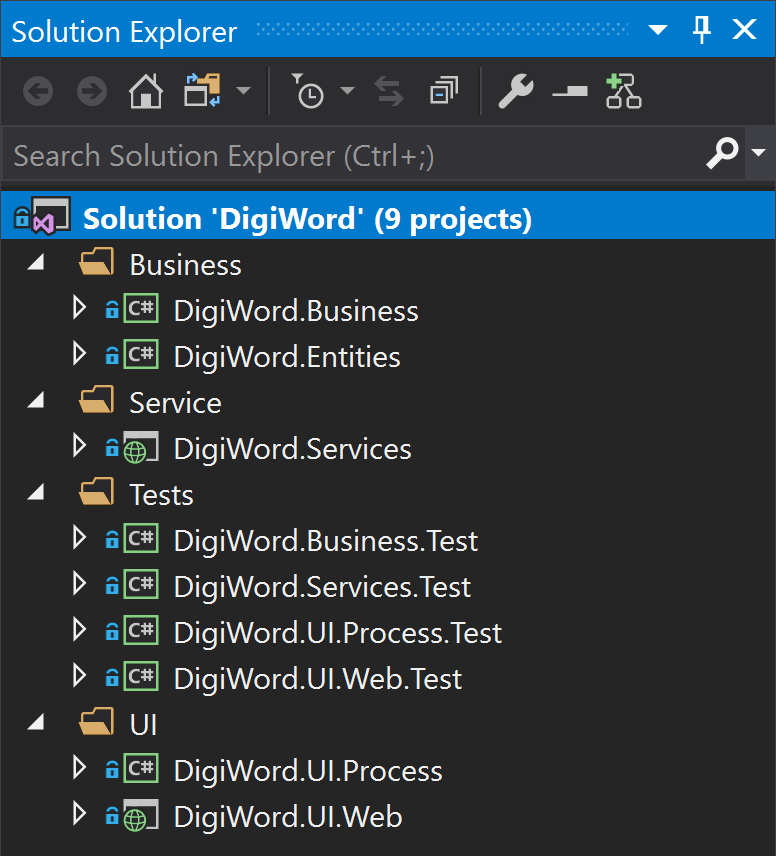 Solution Explorer
Search Solution Explorer (Ctrl+;)
Solution 'DigiWord' (9 projects)
Business
C# DigiWord.Business
C# DigiWord.Entities
Service
DigiWord.Services
Tests
C# DigiWord.Business.Test
C# DigiWord.Services.Test
C# DigiWord.UI.Process.Test
C# DigiWord.UI.Web.Test
UI
C# DigiWord.UI.Process
DigiWord.UI.Web